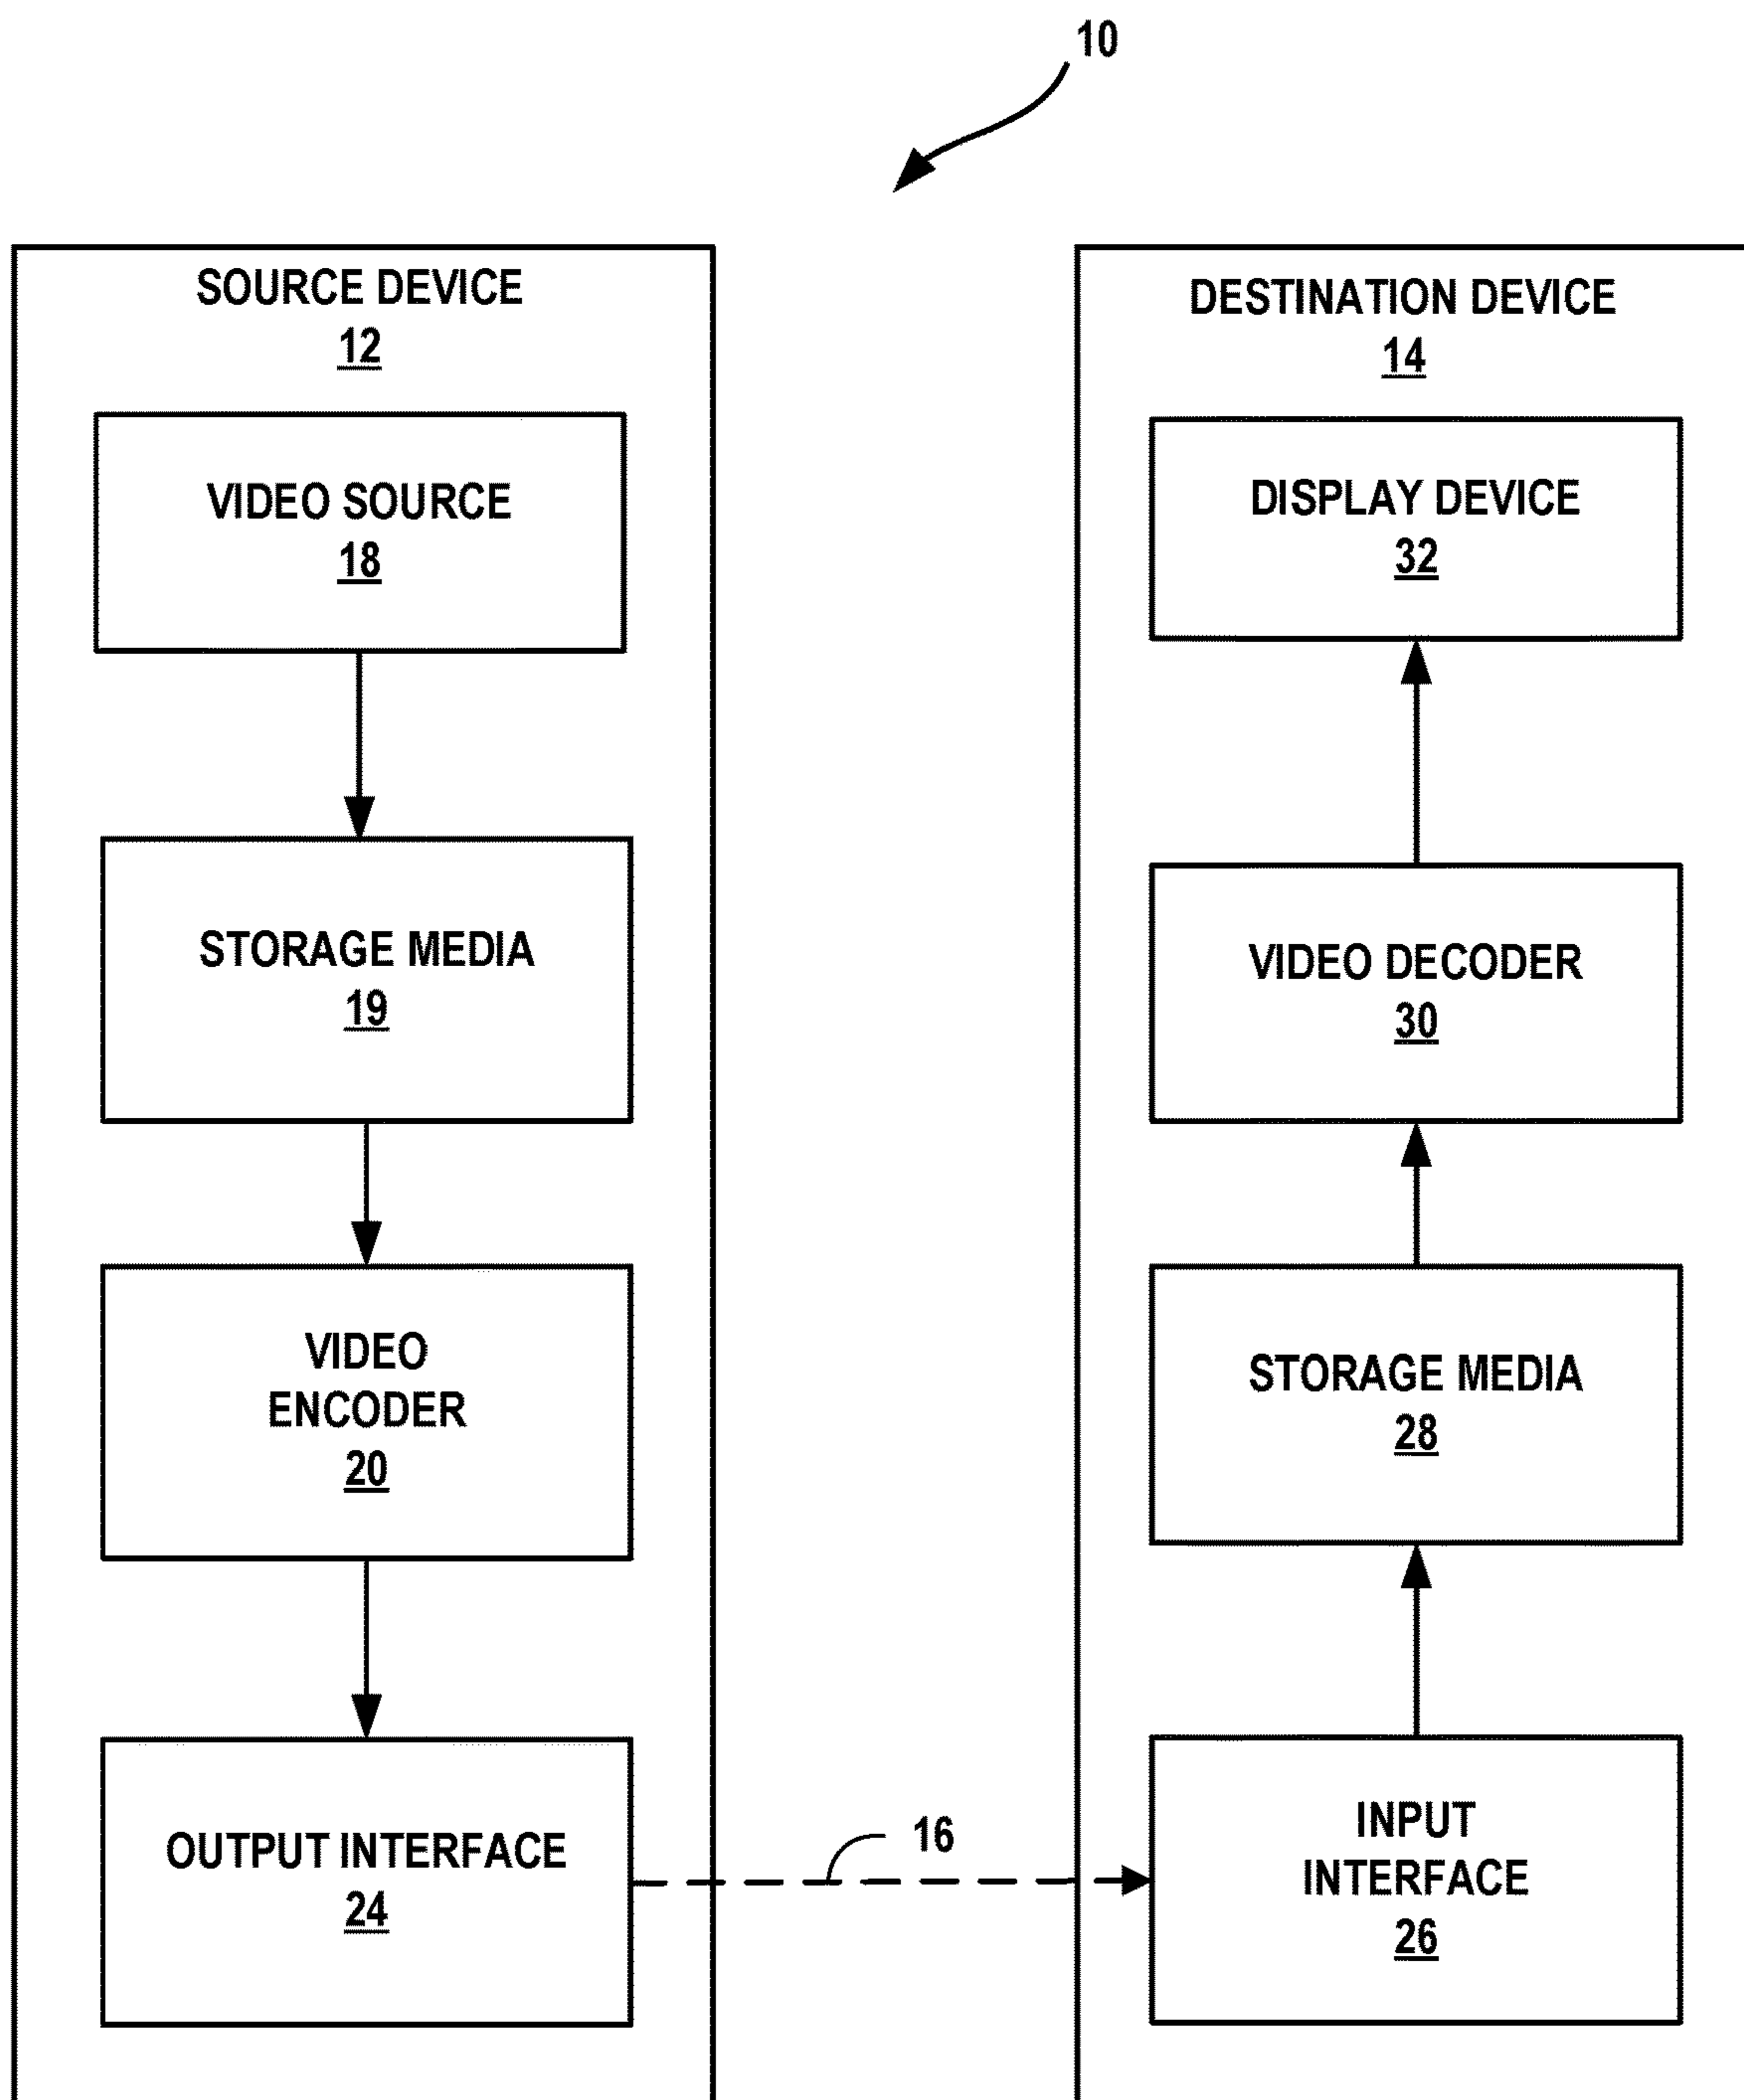 10
SOURCE DEVICE
12
VIDEO SOURCE
18
STORAGE MEDIA
19
VIDEO
ENCODER
20
OUTPUT INTERFACE
24
16
DESTINATION DEVICE
14
DISPLAY DEVICE
32
VIDEO DECODER
30
STORAGE MEDIA
28
INPUT
INTERFACE
26